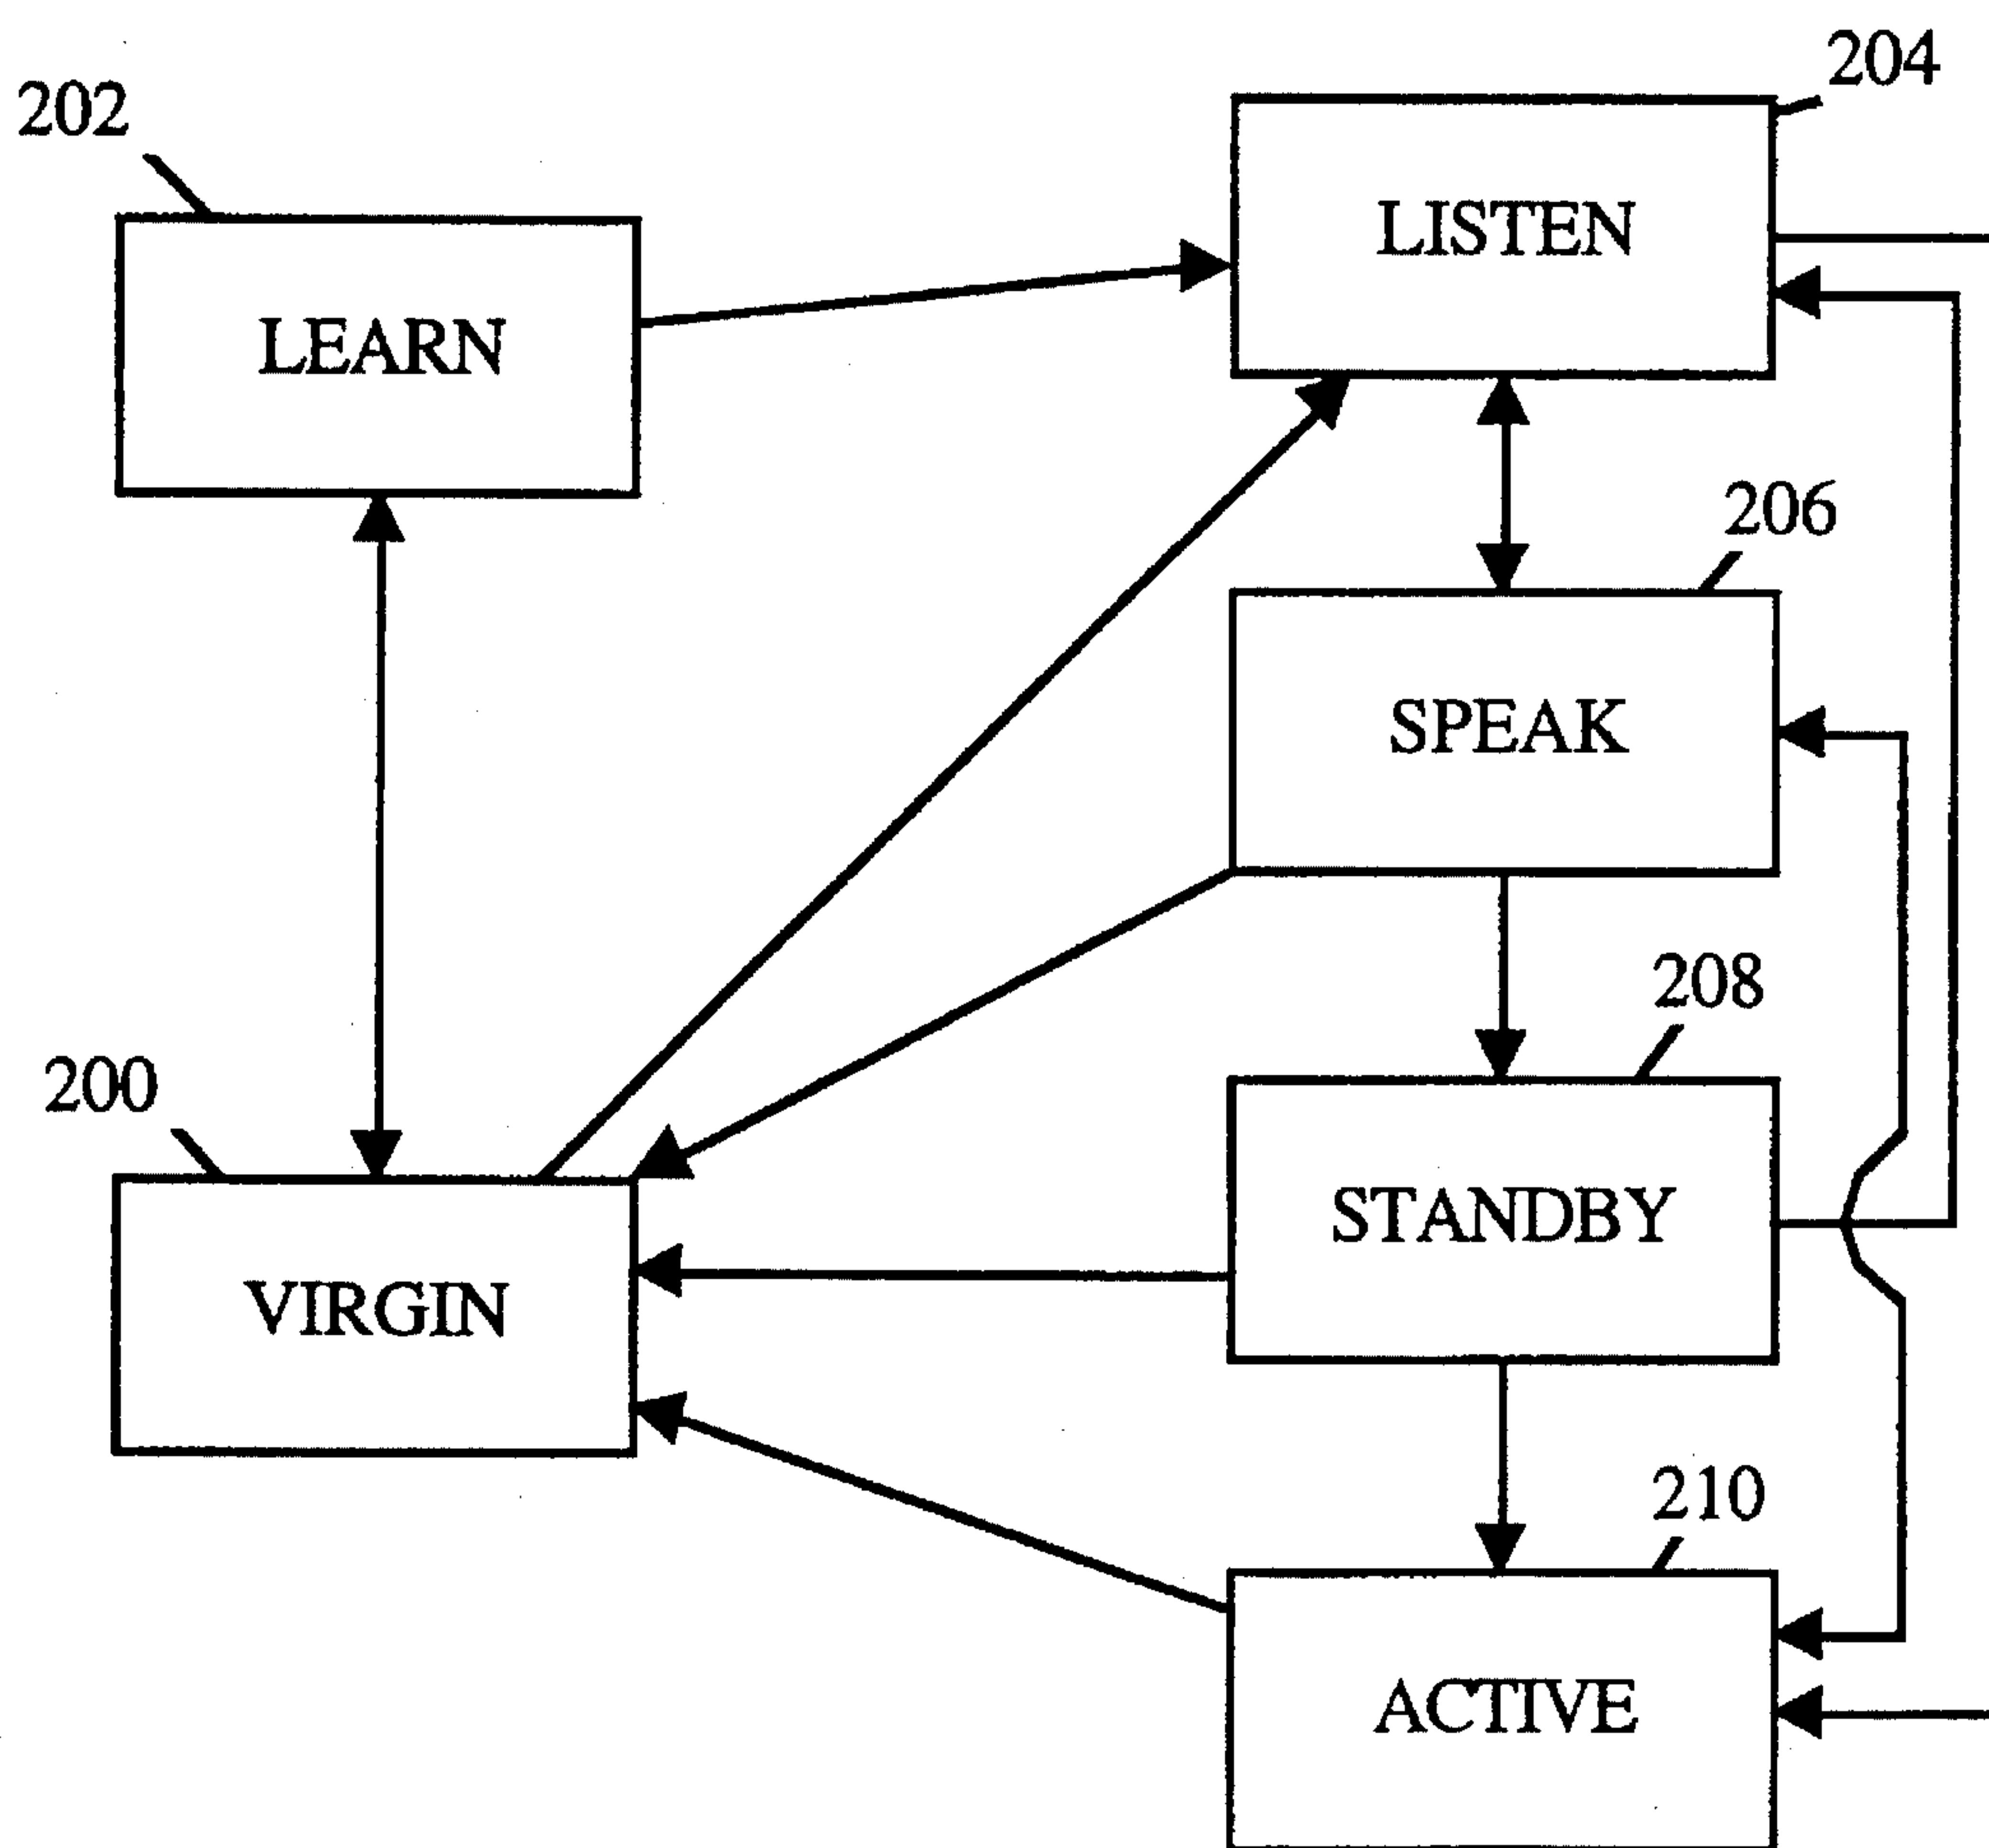 204
202
LISTEN
LEARN
206
SPEAK
208
200
STANDBY
VIRGIN
210
ACTIVE